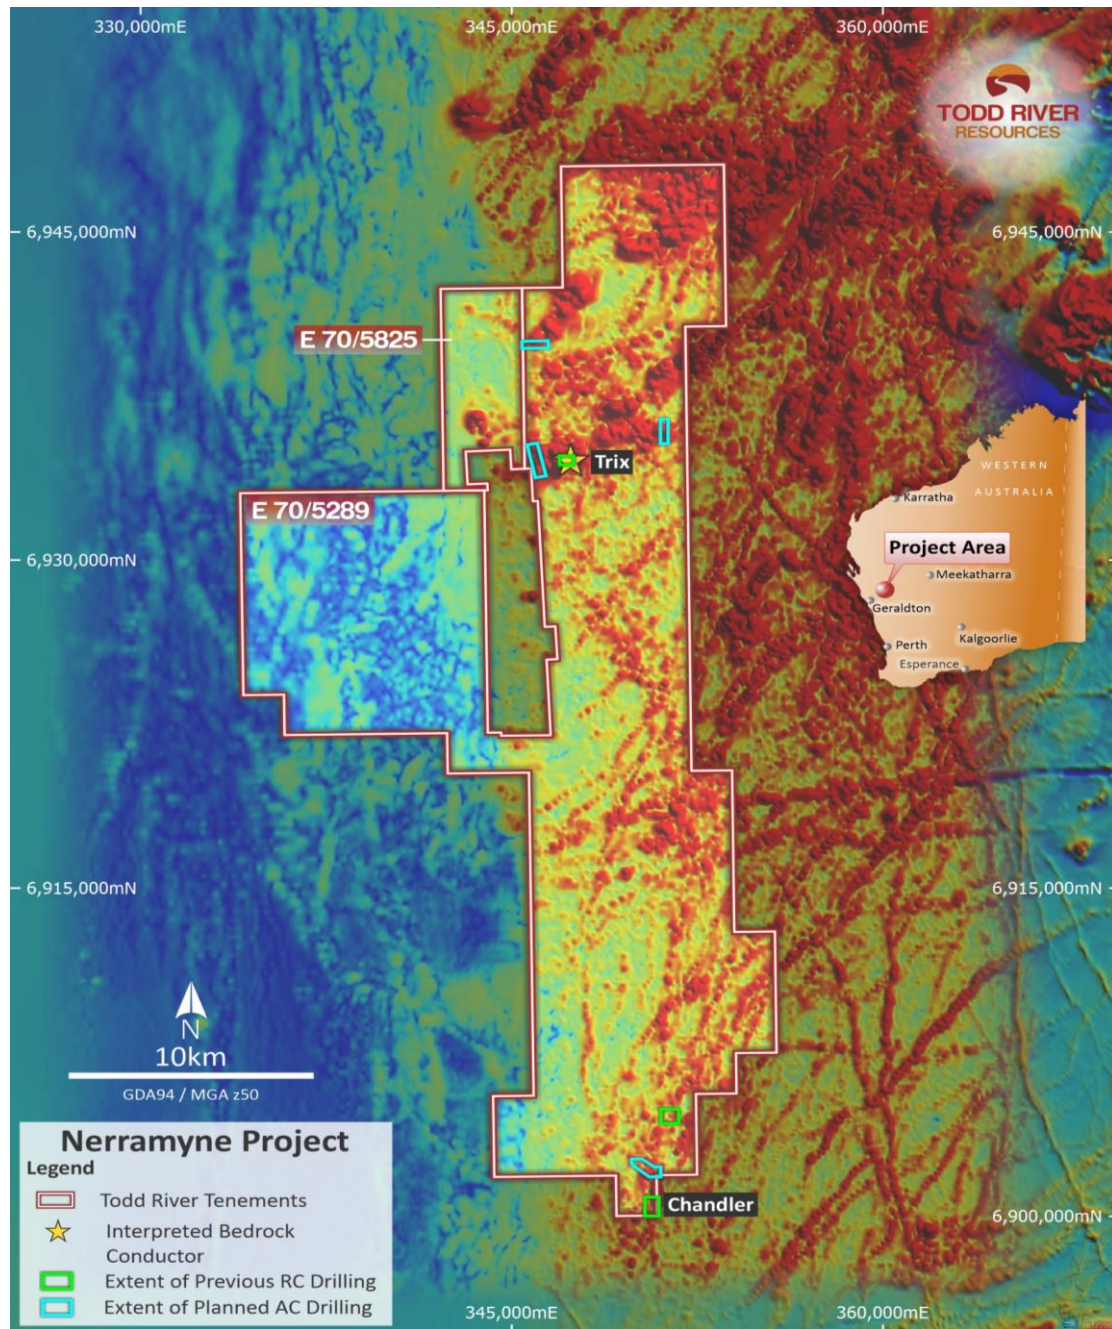 330,000mE
345,000mE
360,000mE
TODD RIVER
RESOURCES
6,945,000mN
6,945,000mN
E 70/5825
Trix
WESTERN
AUSTRALIA
Karratha
E 70/5289
Project Area
6,930,000mN
Meekatharra
Geraldton
Kalgoorlie
Perth
Esperance
6,915,000mN
6,915,000mN
N
10km
GDA94 / MGA z50
Nerramyne Project
Legend
Todd River Tenements
Interpreted Bedrock
Conductor
Extent of Previous RC Drilling
Extent of Planned AC Drilling
Chandler
6,900,000mN
345,000mE
360,000mE